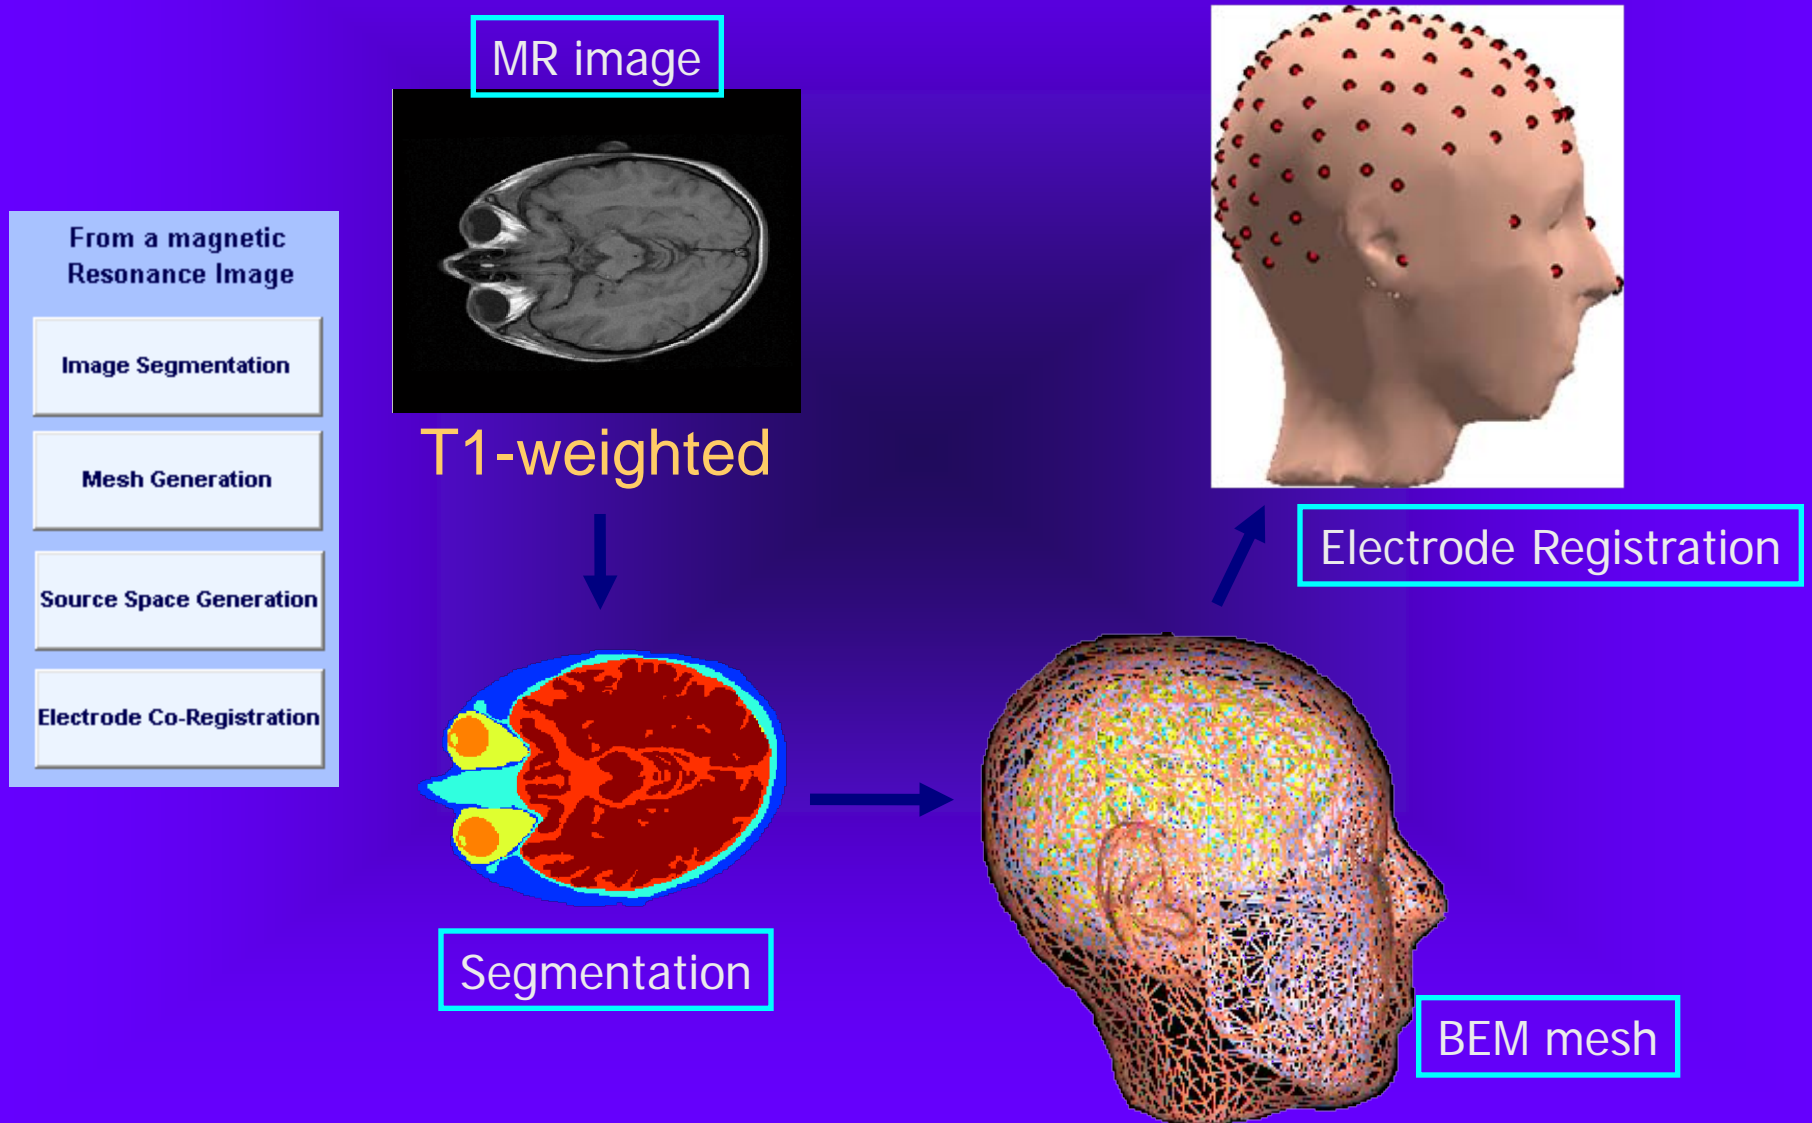 MR image
From a magnetic
Resonance Image
Image Segmentation
Mesh Generation
Source Space Generation
Electrode Co-Registration
T1-weighted
Electrode Registration
Segmentation
BEM mesh